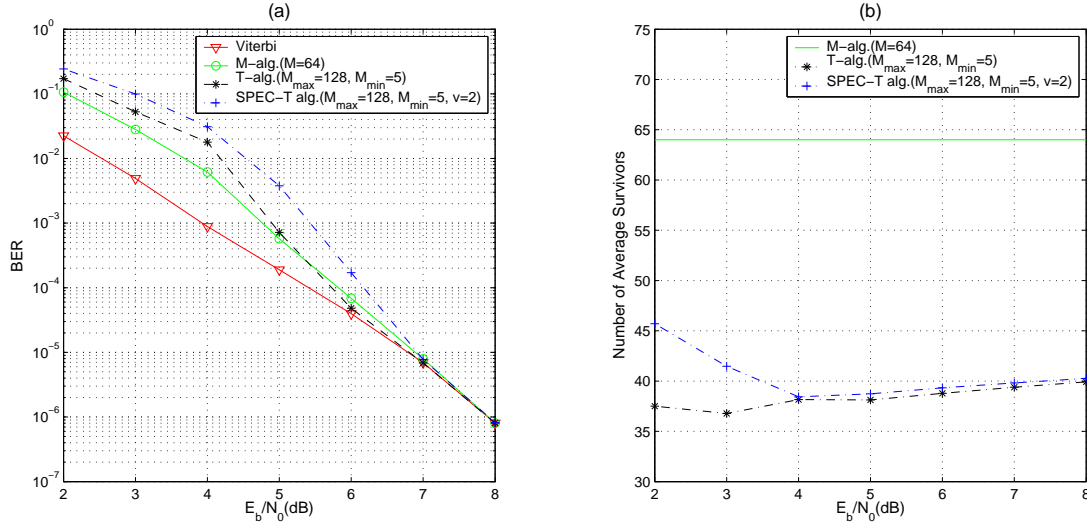 (a)
10^0
10^-1
10^-2
10^-3
10^-4
10^-5
10^-6
10^-7
BER
Viterbi
M-alg.(M=64)
T-alg.(M_max=128, M_min=5)
SPEC-T alg.(M_max=128, M_min=5, v=2)
2 3 4 5 6 7 8
E_b/N_0(dB)
(b)
75
70
65
60
55
50
45
40
35
30
Number of Average Survivors
M-alg.(M=64)
T-alg.(M_max=128, M_min=5)
SPEC-T alg.(M_max=128, M_min=5, v=2)
2 3 4 5 6 7 8
E_b/N_0(dB)